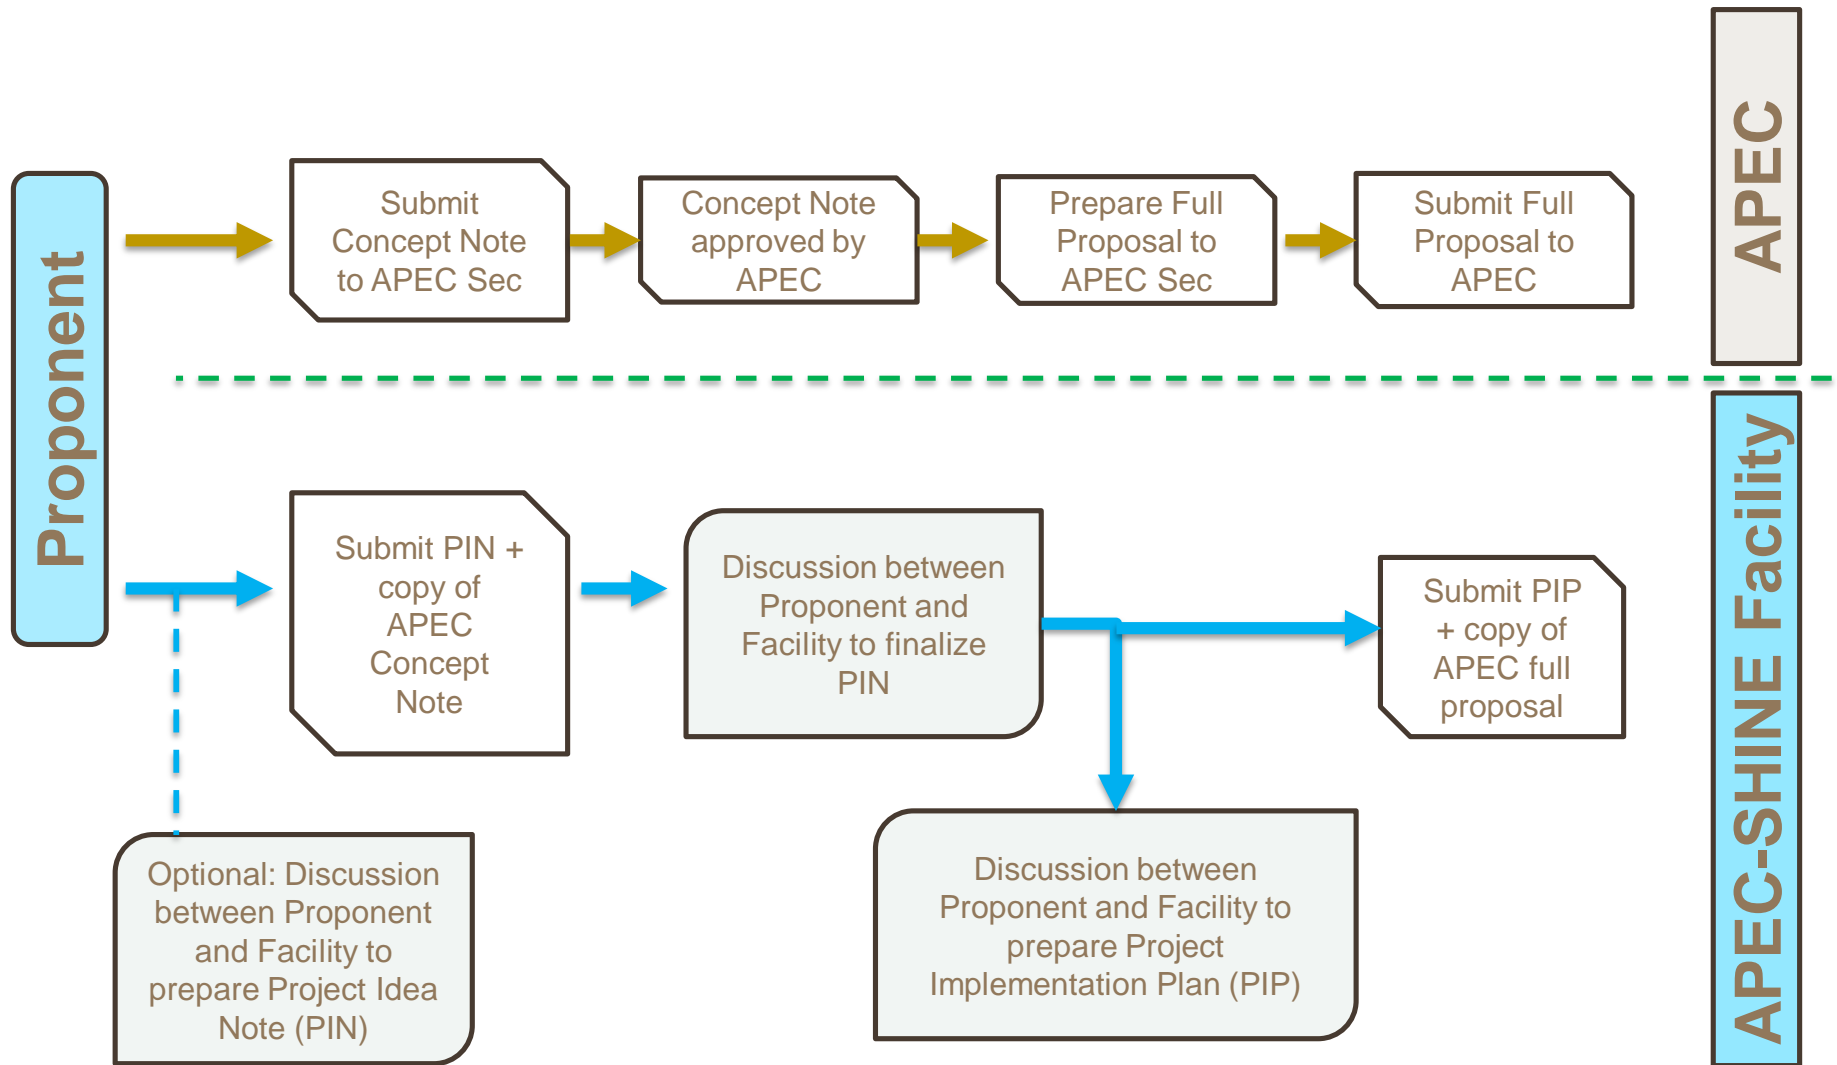 Proponent
Submit
Concept Note
to APEC Sec
Concept Note
approved by
APEC
Prepare Full
Proposal to
APEC Sec
Submit Full
Proposal to
APEC
APEC
Submit PIN +
copy of
APEC
Concept
Note
Discussion between
Proponent and
Facility to finalize
PIN
Submit PIP
+ copy of
APEC full
proposal
Optional: Discussion
between Proponent
and Facility to
prepare Project Idea
Note (PIN)
Discussion between
Proponent and Facility to
prepare Project
Implementation Plan (PIP)
APEC-SHINE Facility